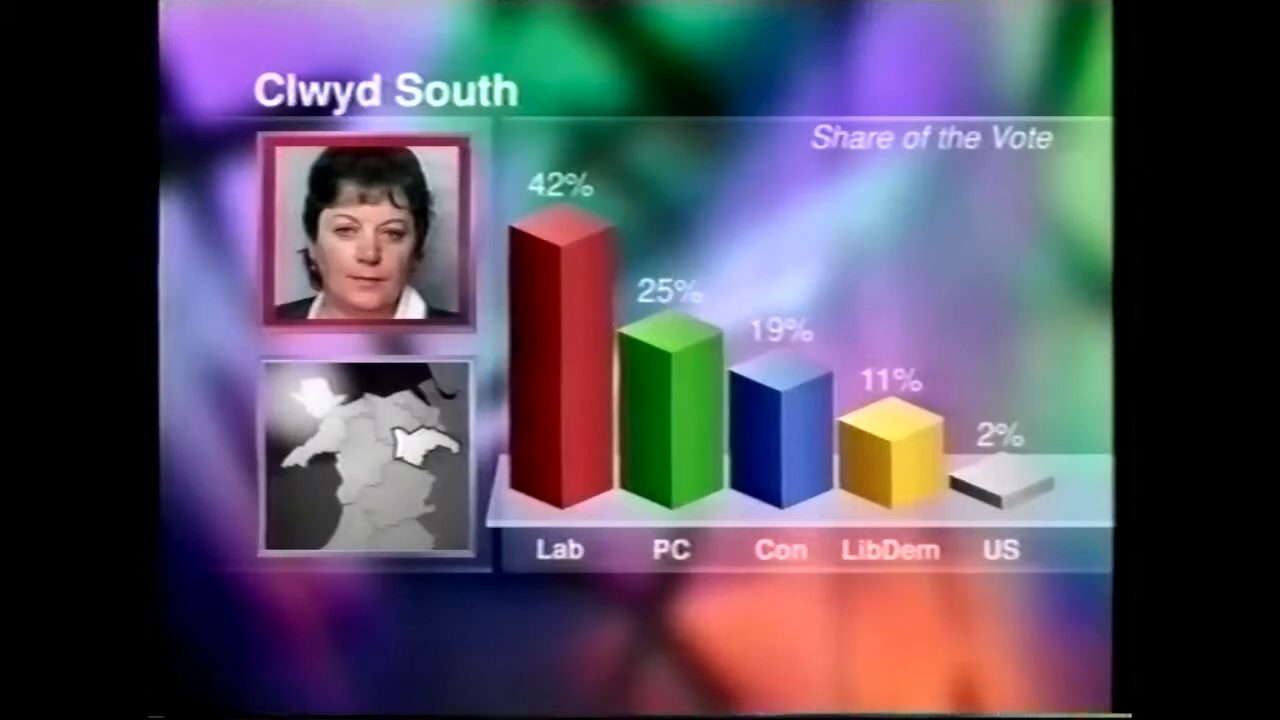 Clwyd South
Share of the Vote
42%
25%
19%
11%
2%
Lab
PC
Con
LibDem
US